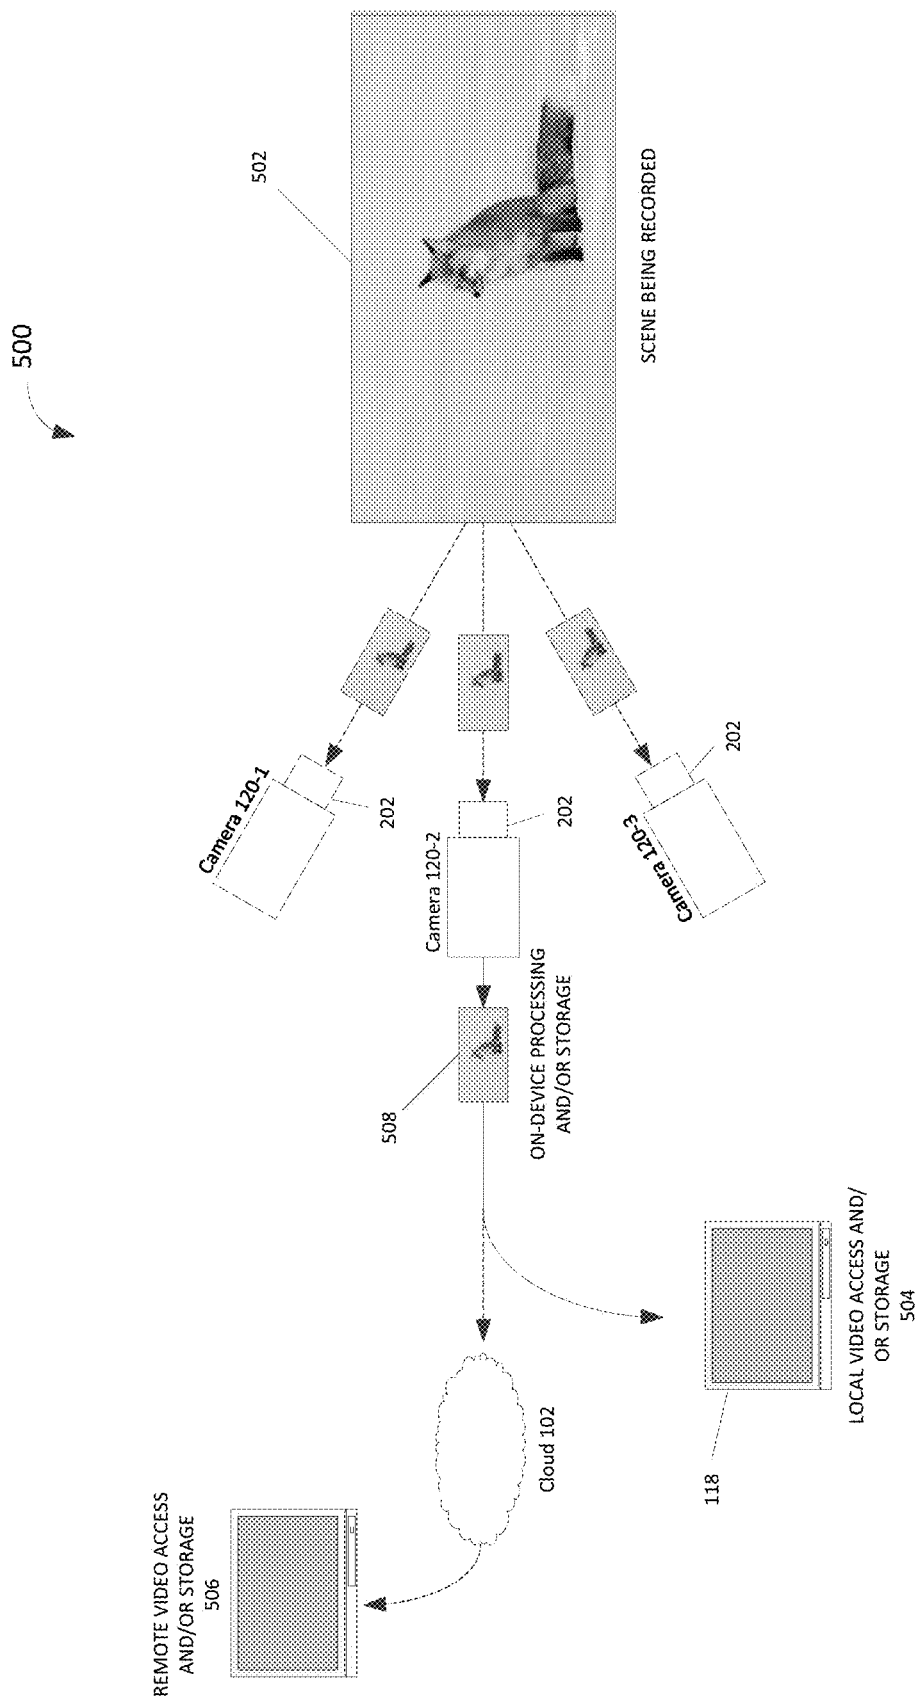 500
REMOTE VIDEO ACCESS
AND/OR STORAGE
506
Cloud 102
118
LOCAL VIDEO ACCESS AND/
OR STORAGE
504
508
ON-DEVICE PROCESSING
AND/OR STORAGE
Camera 120-1
202
Camera 120-2
202
Camera 120-3
202
502
SCENE BEING RECORDED